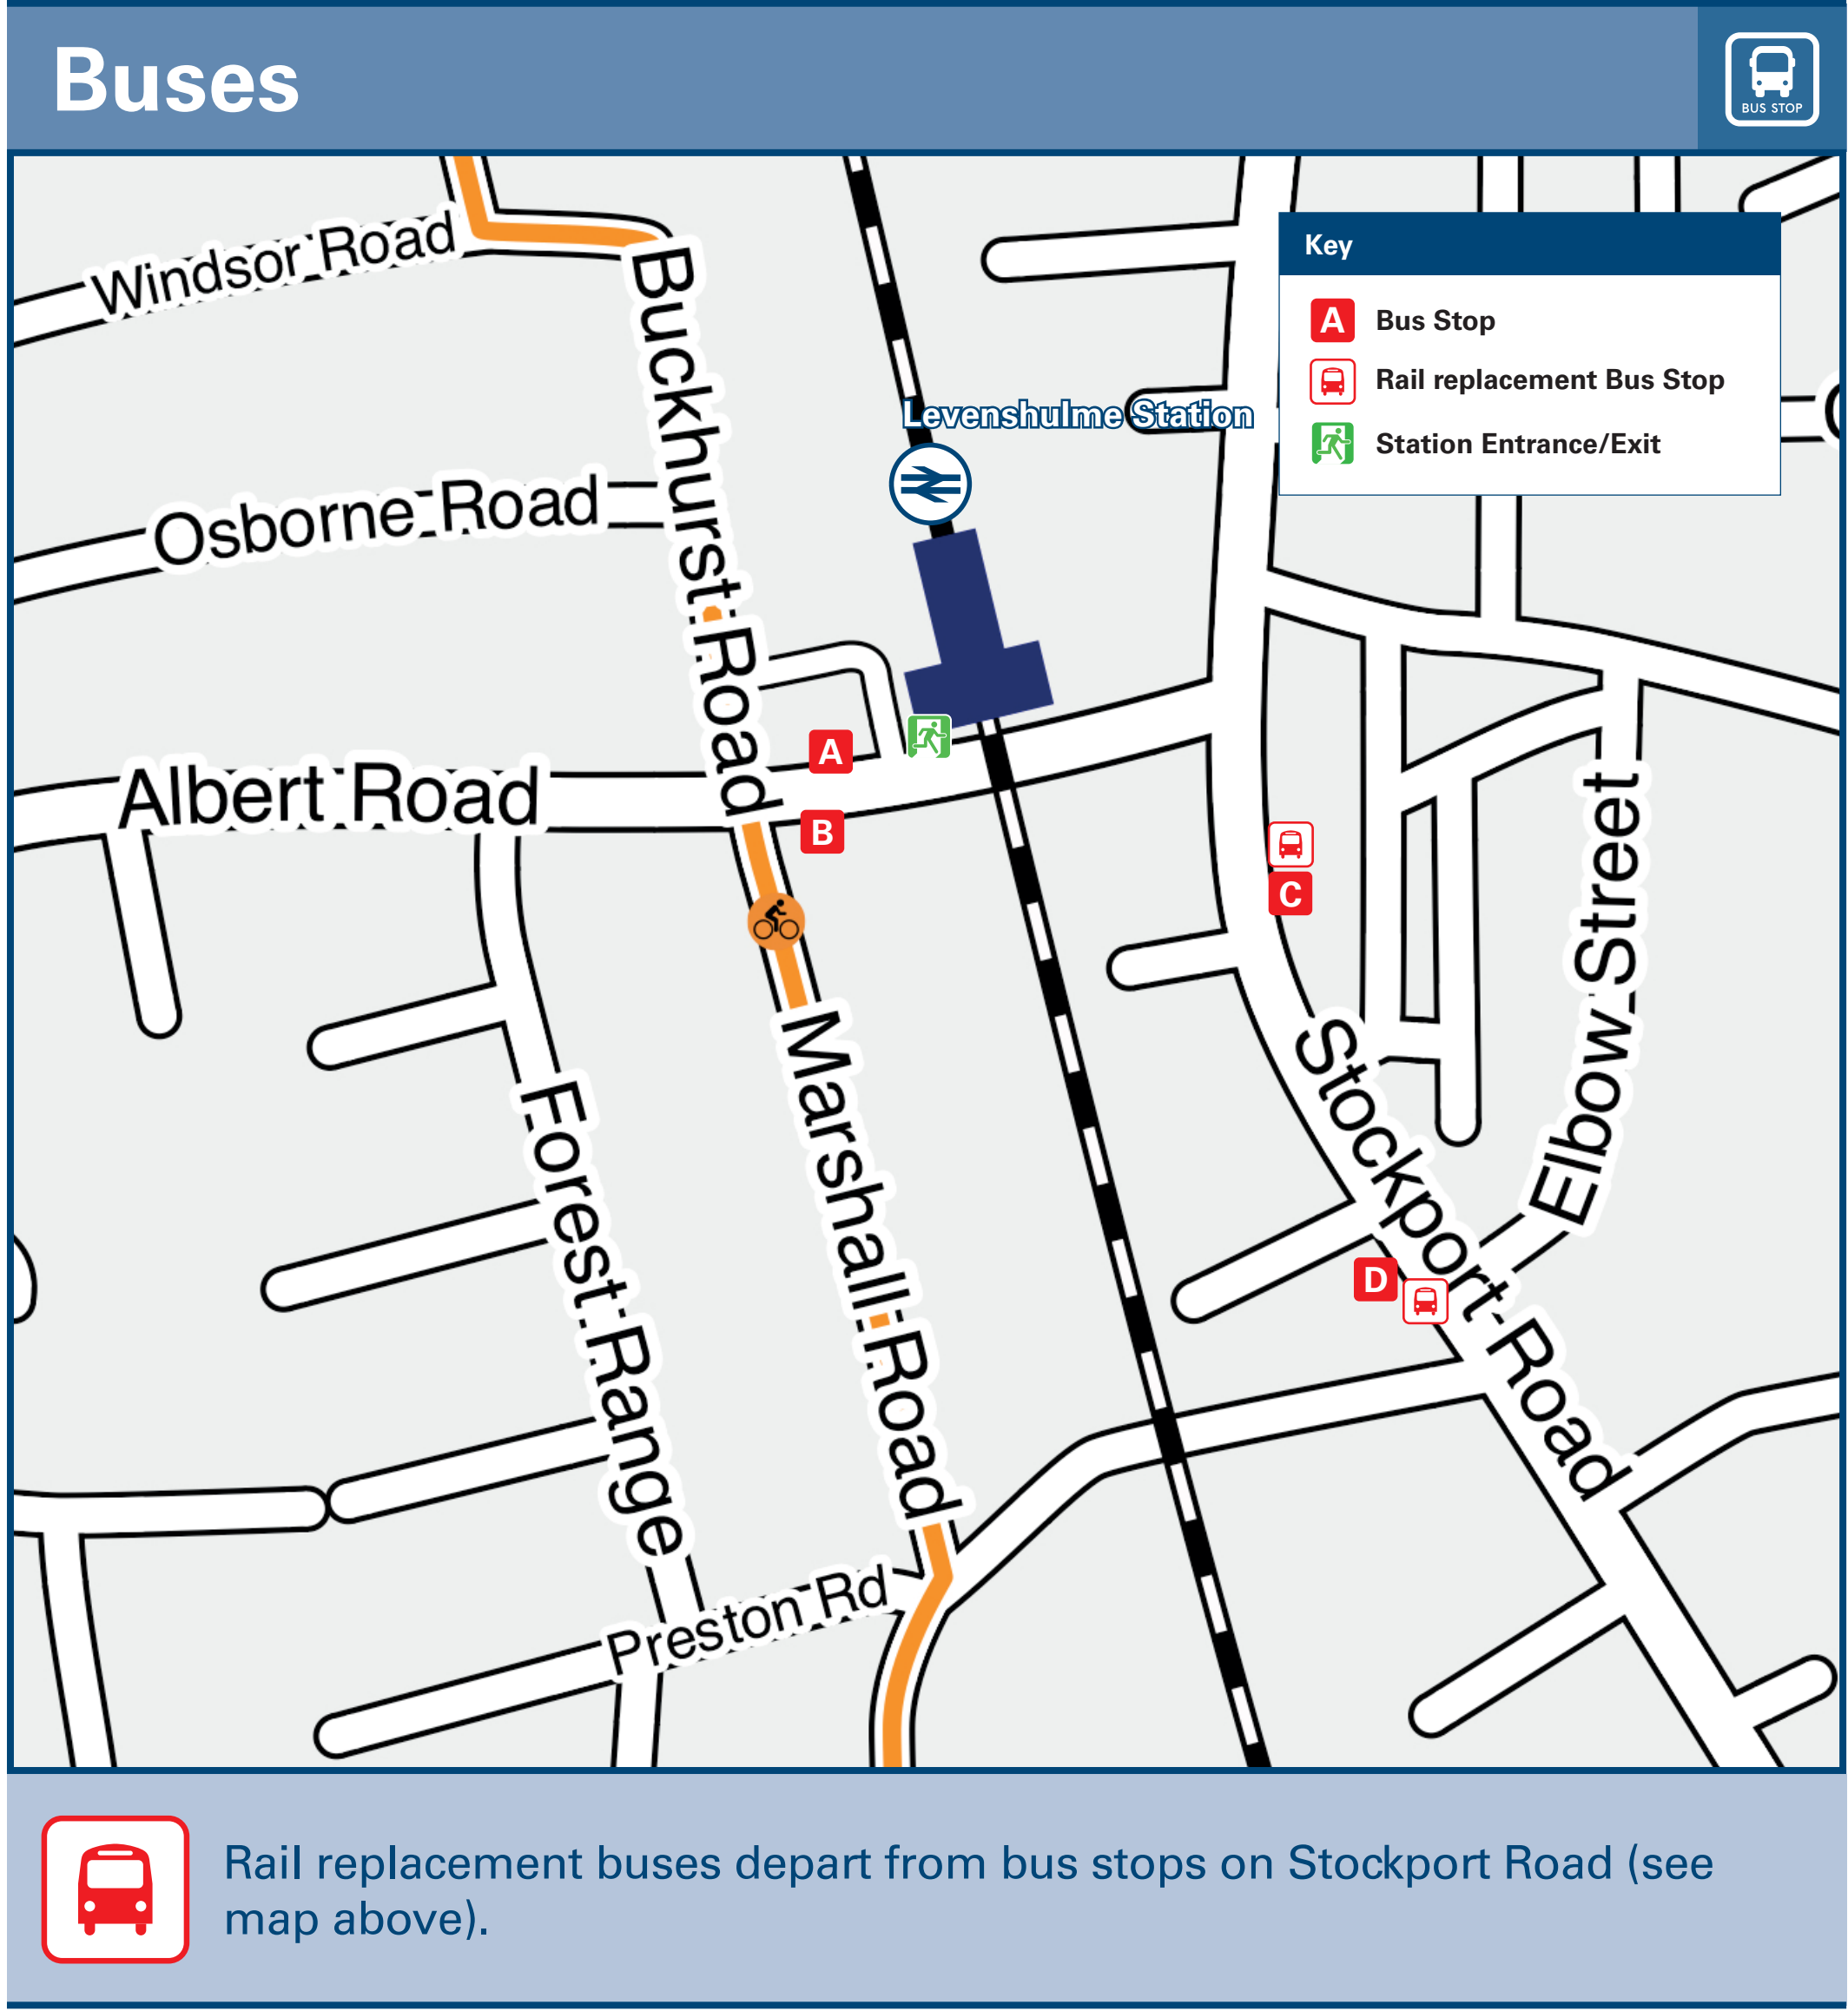 Buses
BUS STOP
Windsor Road
Buckhurst Road
Key
A Bus Stop
Rail replacement Bus Stop
Station Entrance/Exit
Levenshulme Station
Osborne Road
A
Albert Road
B
C
Elbow Street
Stockport Road
Marshall Road
Forest Range
D
Preston Rd
Rail replacement buses depart from bus stops on Stockport Road (see
map above).